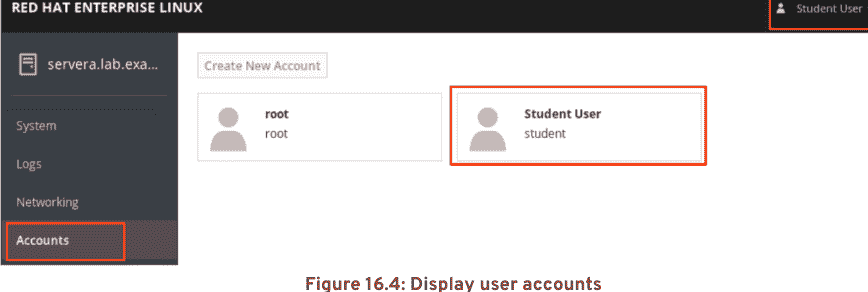 RED HAT ENTERPRISE LINUX
Student User
servera.lab.exa...
Create New Account
root
root
Student User
student
System
Logs
Networking
Accounts
Figure 16.4: Display user accounts